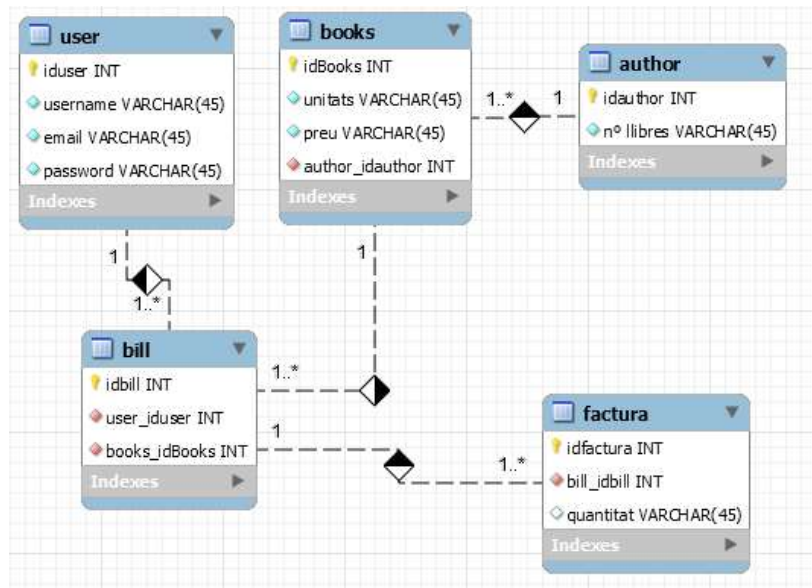 user
iduser INT
username VARCHAR(45)
email VARCHAR(45)
password VARCHAR(45)
Indexes
books
idBooks INT
unitats VARCHAR(45)
preu VARCHAR(45)
author_idauthor INT
Indexes
1..*
1
author
idauthor INT
nº llibres VARCHAR(45)
Indexes
1
1..*
1
bill
idbill INT
user_iduser INT
books_idBooks INT
Indexes
1..*
1
1..*
factura
idfactura INT
bill_idbill INT
quantitat VARCHAR(45)
Indexes